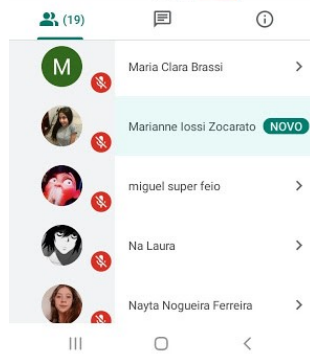 (19)
M
Maria Clara Brassi
Marianne Iossi Zocarato NOVO
miguel super feio
Na Laura
Nayta Nogueira Ferreira